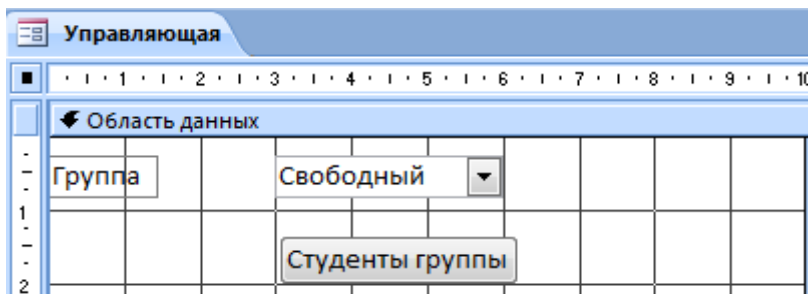 Управляющая
1 2 3 4 5 6 7 8 9 10
Область данных
Группа Свободный
1
Студенты группы
2